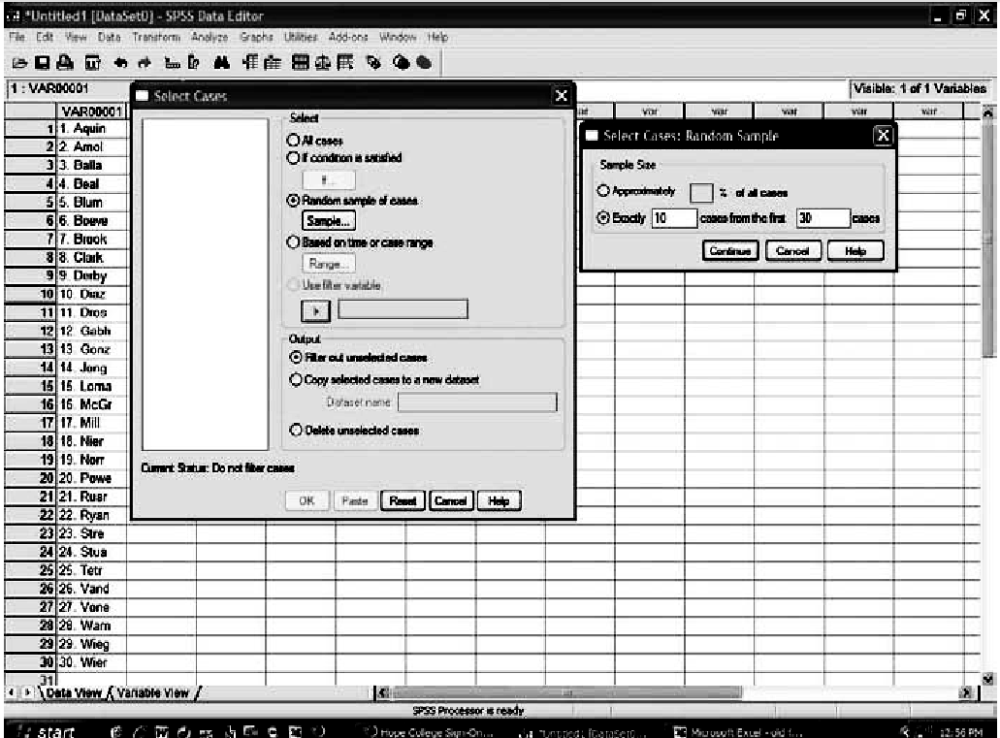 *Untitled1 [DataSet0] - SPSS Data Editor
File Edit View Data Transform Analyze Graphs Utilities Add-ons Window Help
1 : VAR00001
Visible: 1 of 1 Variables
VAR00001 var var var var var var
1 1. Aquin
2 2. Amol
3 3. Balla
4 4. Beal
5 5. Blum
6 6. Boeve
7 7. Brook
8 8. Clark
9 9. Derby
10 10. Diaz
11 11. Dros
12 12. Gabh
13 13. Gonz
14 14. Jong
15 15. Loma
16 16. McGr
17 17. Mill
18 18. Nier
19 19. Norr
20 20. Powe
21 21. Ruar
22 22. Ryan
23 23. Stre
24 24. Stua
25 25. Tetr
26 26. Vand
27 27. Vone
28 28. Warn
29 29. Wieg
30 30. Wier
31
Select Cases
Select
All cases
If condition is satisfied
If...
Random sample of cases
Sample...
Based on time or case range
Range...
Use filter variable:
Output
Filter out unselected cases
Copy selected cases to a new dataset
Dataset name:
Delete unselected cases
Current Status: Do not filter cases
OK Paste Reset Cancel Help
Select Cases: Random Sample
Sample Size
Approximately % of all cases
Exactly 10 cases from the first 30 cases
Continue Cancel Help
Data View Variable View
SPSS Processor is ready
start
Hope College Sign-On...
*Untitled1 [DataSet0...
Microsoft Excel - old f...
12:56 PM